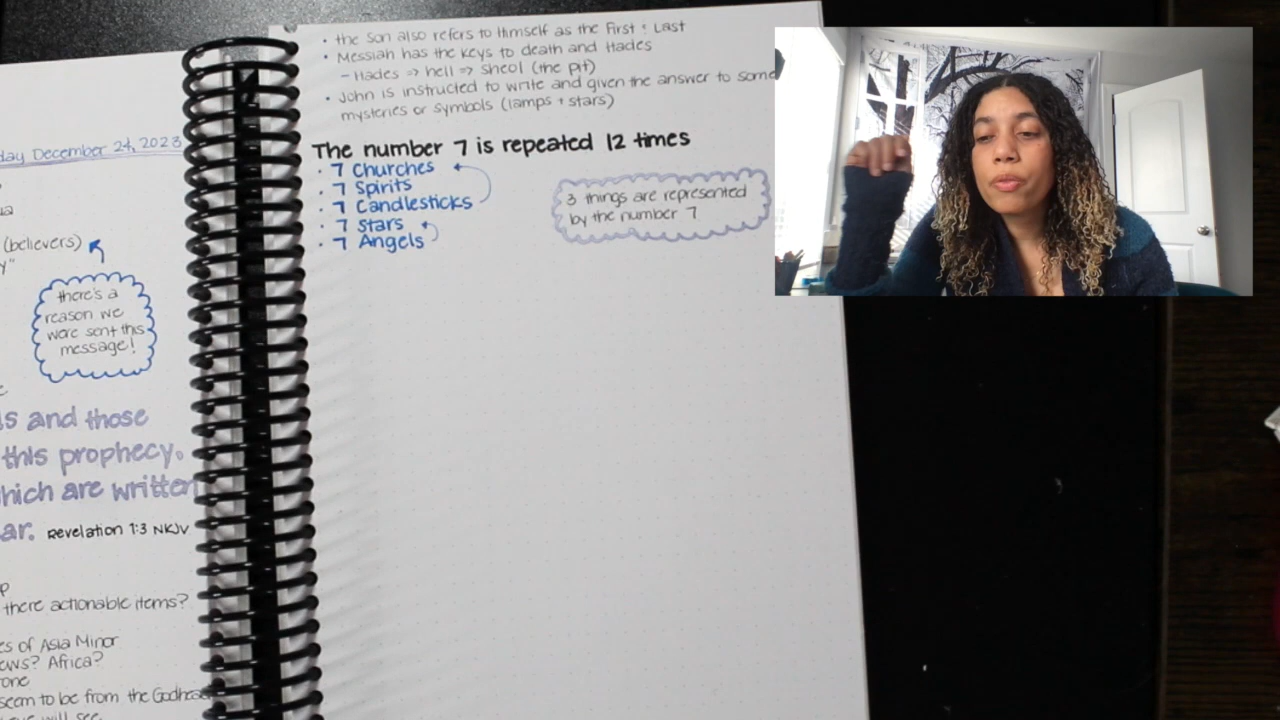 day December 24, 2023
ua
(believers)
y"
there's a
reason we
were sent this
message!
s and those
this prophecy.
hich are written
ar. Revelation 1:3 NKJV
P
there actionable items?
es of Asia Minor
ews? Africa?
one
seem to be from the Godhead
will see
• the Son also refers to Himself as the First & Last
• Messiah has the keys to death and Hades
- Hades => hell => sheol (the pit)
• John is instructed to write and given the answer to some
mysteries or symbols (lamps + stars)
The number 7 is repeated 12 times
• 7 Churches
• 7 Spirits
• 7 Candlesticks
• 7 Stars
• 7 Angels
3 things are represented
by the number 7